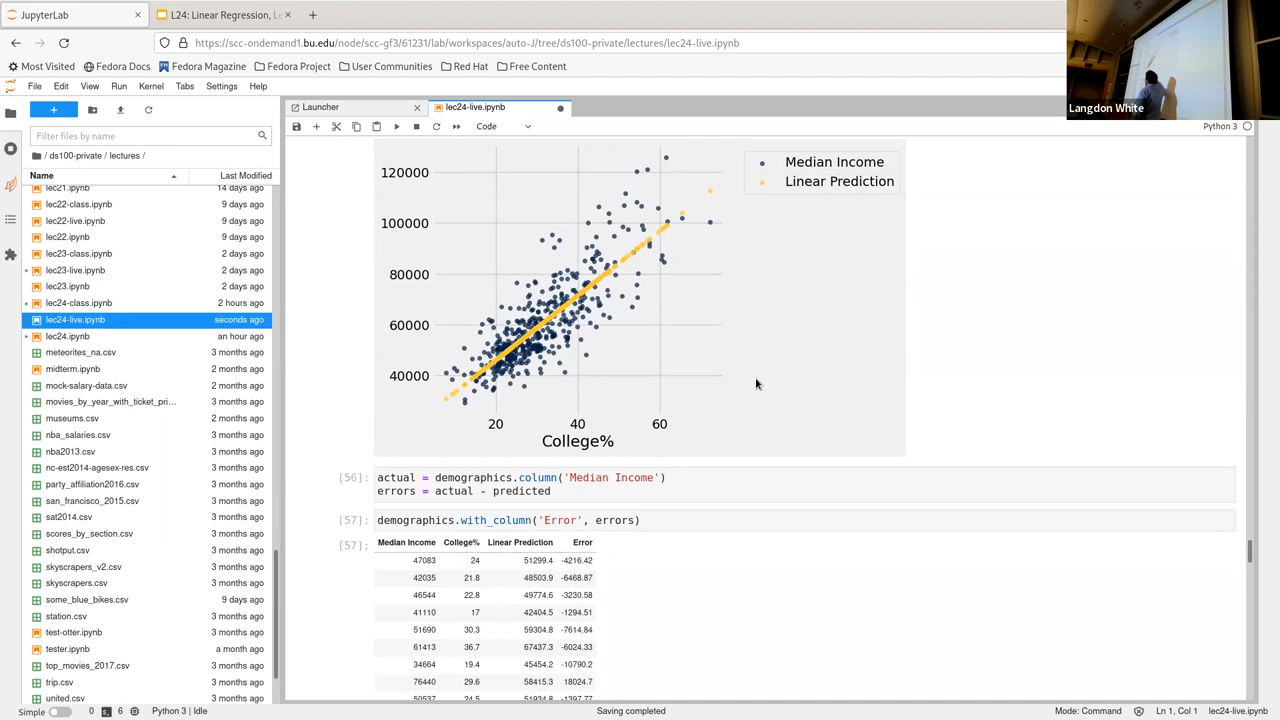 JupyterLab
L24: Linear Regression, Le
https://scc-ondemand1.bu.edu/node/scc-gf3/61231/lab/workspaces/auto-J/tree/ds100-private/lectures/lec24-live.ipynb
Most Visited Fedora Docs Fedora Magazine Fedora Project User Communities Red Hat Free Content
Langdon White
File Edit View Run Kernel Tabs Settings Help
Launcher
lec24-live.ipynb
Code
Python 3
Filter files by name
/ ds100-private / lectures /
Name Last Modified
lec21.ipynb 14 days ago
lec22-class.ipynb 9 days ago
lec22-live.ipynb 9 days ago
lec22.ipynb 9 days ago
lec23-class.ipynb 2 days ago
lec23-live.ipynb 2 days ago
lec23.ipynb 2 days ago
lec24-class.ipynb 2 hours ago
lec24-live.ipynb seconds ago
lec24.ipynb an hour ago
meteorites_na.csv 3 months ago
midterm.ipynb 2 months ago
mock-salary-data.csv 2 months ago
movies_by_year_with_ticket_pri... 3 months ago
museums.csv 2 months ago
nba_salaries.csv 3 months ago
nba2013.csv 3 months ago
nc-est2014-agesex-res.csv 3 months ago
party_affiliation2016.csv 3 months ago
san_francisco_2015.csv 3 months ago
sat2014.csv 3 months ago
scores_by_section.csv 3 months ago
shotput.csv 3 months ago
skyscrapers_v2.csv 3 months ago
skyscrapers.csv 3 months ago
some_blue_bikes.csv 9 days ago
station.csv 3 months ago
test-otter.ipynb 3 months ago
tester.ipynb a month ago
top_movies_2017.csv 3 months ago
trip.csv 3 months ago
united.csv 3 months ago
120000
100000
80000
60000
40000
20 40 60
College%
Median Income
Linear Prediction
[56]: actual = demographics.column('Median Income')
errors = actual - predicted
[57]: demographics.with_column('Error', errors)
[57]: Median Income College% Linear Prediction Error
47083 24 51299.4 -4216.42
42035 21.8 48503.9 -6468.87
46544 22.8 49774.6 -3230.58
41110 17 42404.5 -1294.51
51690 30.3 59304.8 -7614.84
61413 36.7 67437.3 -6024.33
34664 19.4 45454.2 -10790.2
76440 29.6 58415.3 18024.7
50537 24.5 51934.8 -1397.77
Simple 0 6 Python 3 | Idle Saving completed Mode: Command Ln 1, Col 1 lec24-live.ipynb